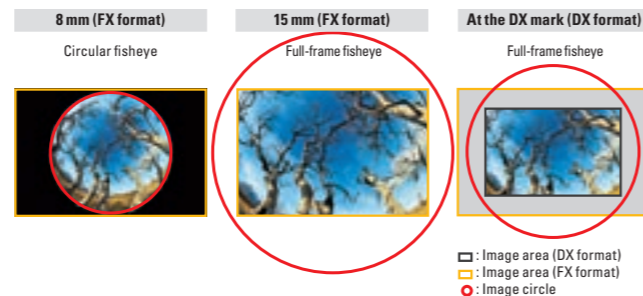 8 mm (FX format)
15 mm (FX format)
At the DX mark (DX format)
Circular fisheye
Full-frame fisheye
Full-frame fisheye
: Image area (DX format)
: Image area (FX format)
: Image circle